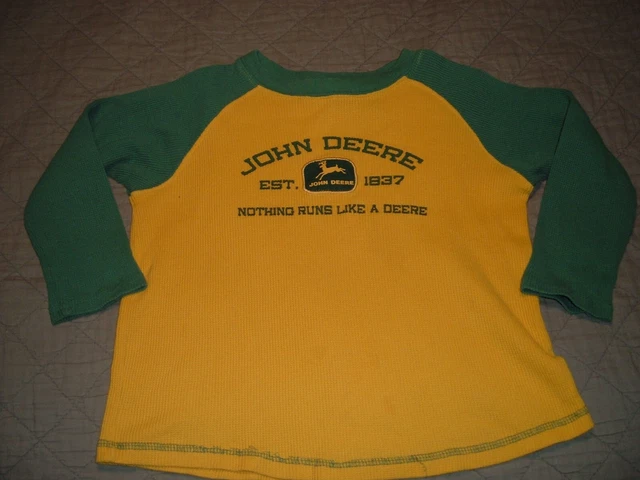 JOHN DEERE
EST. JOHN DEERE 1837
NOTHING RUNS LIKE A DEERE